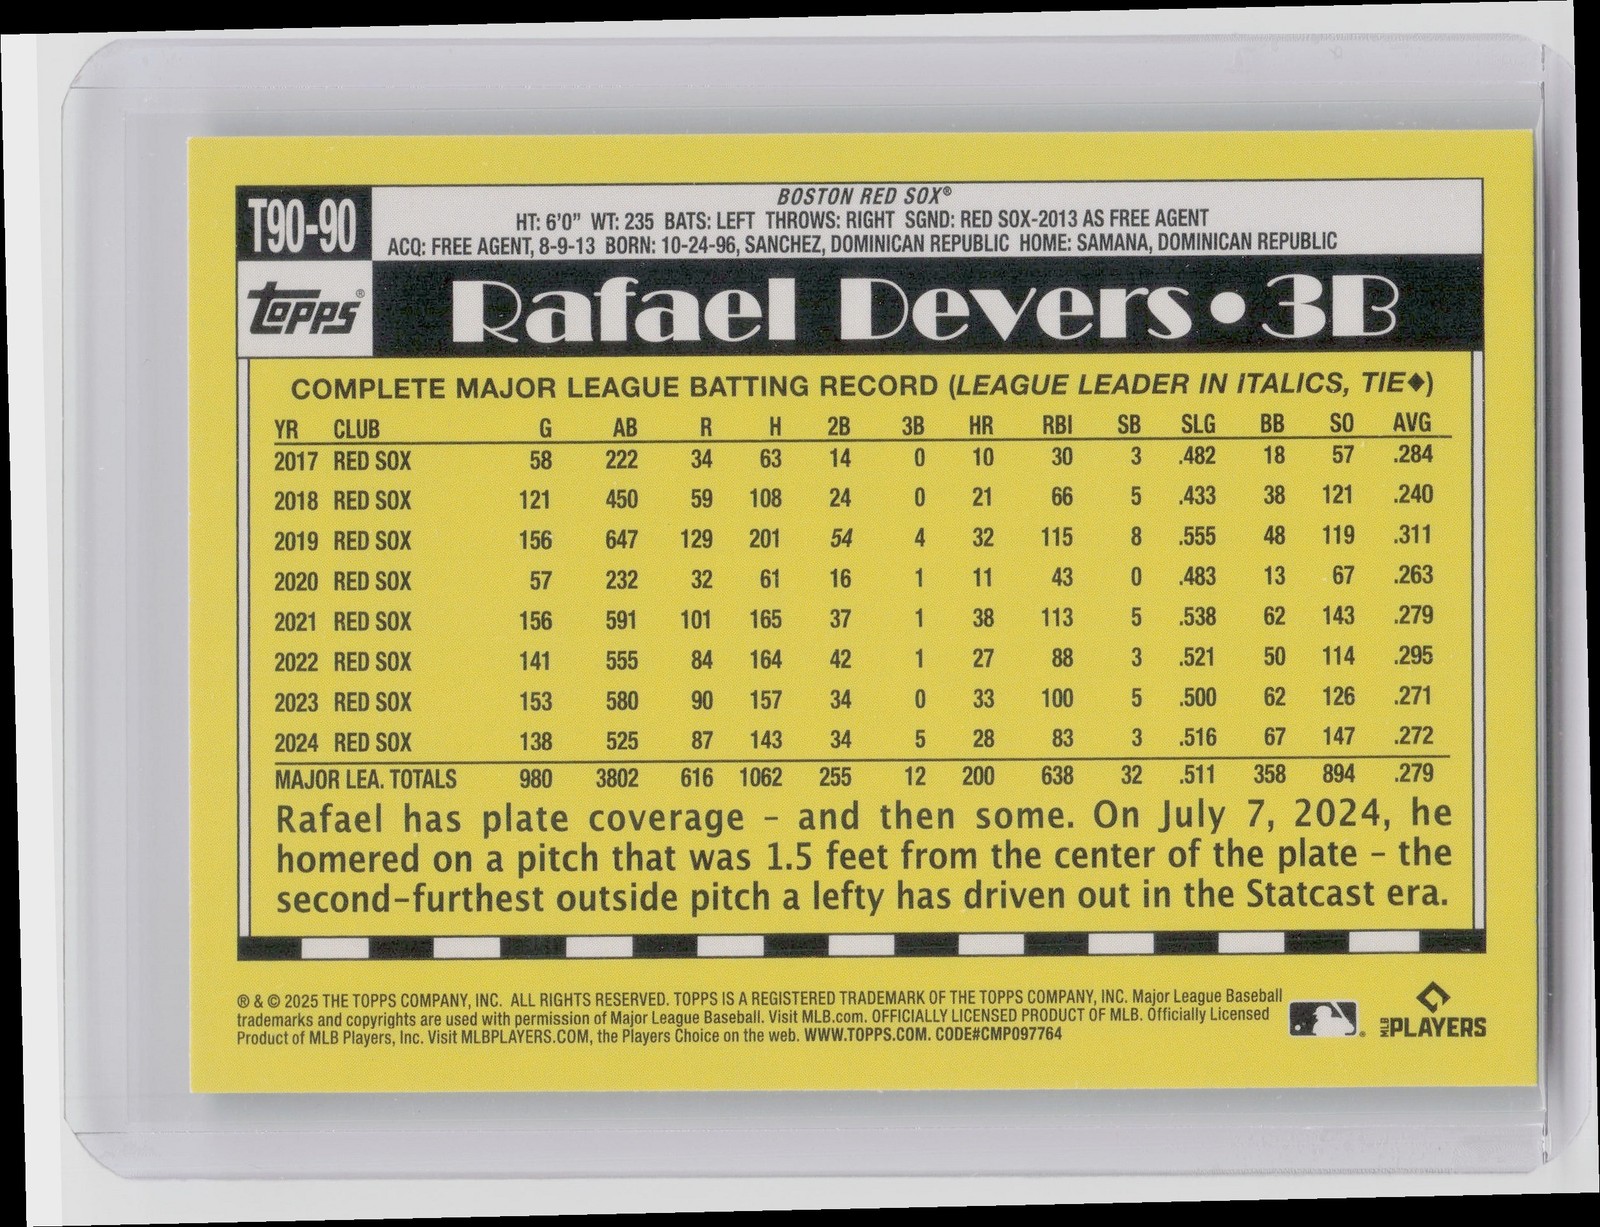 T90-90
BOSTON RED SOX®
HT: 6'0" WT: 235 BATS: LEFT THROWS: RIGHT SGND: RED SOX-2013 AS FREE AGENT
ACQ: FREE AGENT, 8-9-13 BORN: 10-24-96, SANCHEZ, DOMINICAN REPUBLIC HOME: SAMANA, DOMINICAN REPUBLIC
topps®
Rafael Devers • 3B
COMPLETE MAJOR LEAGUE BATTING RECORD (LEAGUE LEADER IN ITALICS, TIE◆)
YR CLUB G AB R H 2B 3B HR RBI SB SLG BB SO AVG
2017 RED SOX 58 222 34 63 14 0 10 30 3 .482 18 57 .284
2018 RED SOX 121 450 59 108 24 0 21 66 5 .433 38 121 .240
2019 RED SOX 156 647 129 201 54 4 32 115 8 .555 48 119 .311
2020 RED SOX 57 232 32 61 16 1 11 43 0 .483 13 67 .263
2021 RED SOX 156 591 101 165 37 1 38 113 5 .538 62 143 .279
2022 RED SOX 141 555 84 164 42 1 27 88 3 .521 50 114 .295
2023 RED SOX 153 580 90 157 34 0 33 100 5 .500 62 126 .271
2024 RED SOX 138 525 87 143 34 5 28 83 3 .516 67 147 .272
MAJOR LEA. TOTALS 980 3802 616 1062 255 12 200 638 32 .511 358 894 .279
Rafael has plate coverage – and then some. On July 7, 2024, he
homered on a pitch that was 1.5 feet from the center of the plate – the
second-furthest outside pitch a lefty has driven out in the Statcast era.
® & © 2025 THE TOPPS COMPANY, INC. ALL RIGHTS RESERVED. TOPPS IS A REGISTERED TRADEMARK OF THE TOPPS COMPANY, INC. Major League Baseball
trademarks and copyrights are used with permission of Major League Baseball. Visit MLB.com. OFFICIALLY LICENSED PRODUCT OF MLB. Officially Licensed
Product of MLB Players, Inc. Visit MLBPLAYERS.COM, the Players Choice on the web. WWW.TOPPS.COM. CODE#CMP097764
MLB PLAYERS